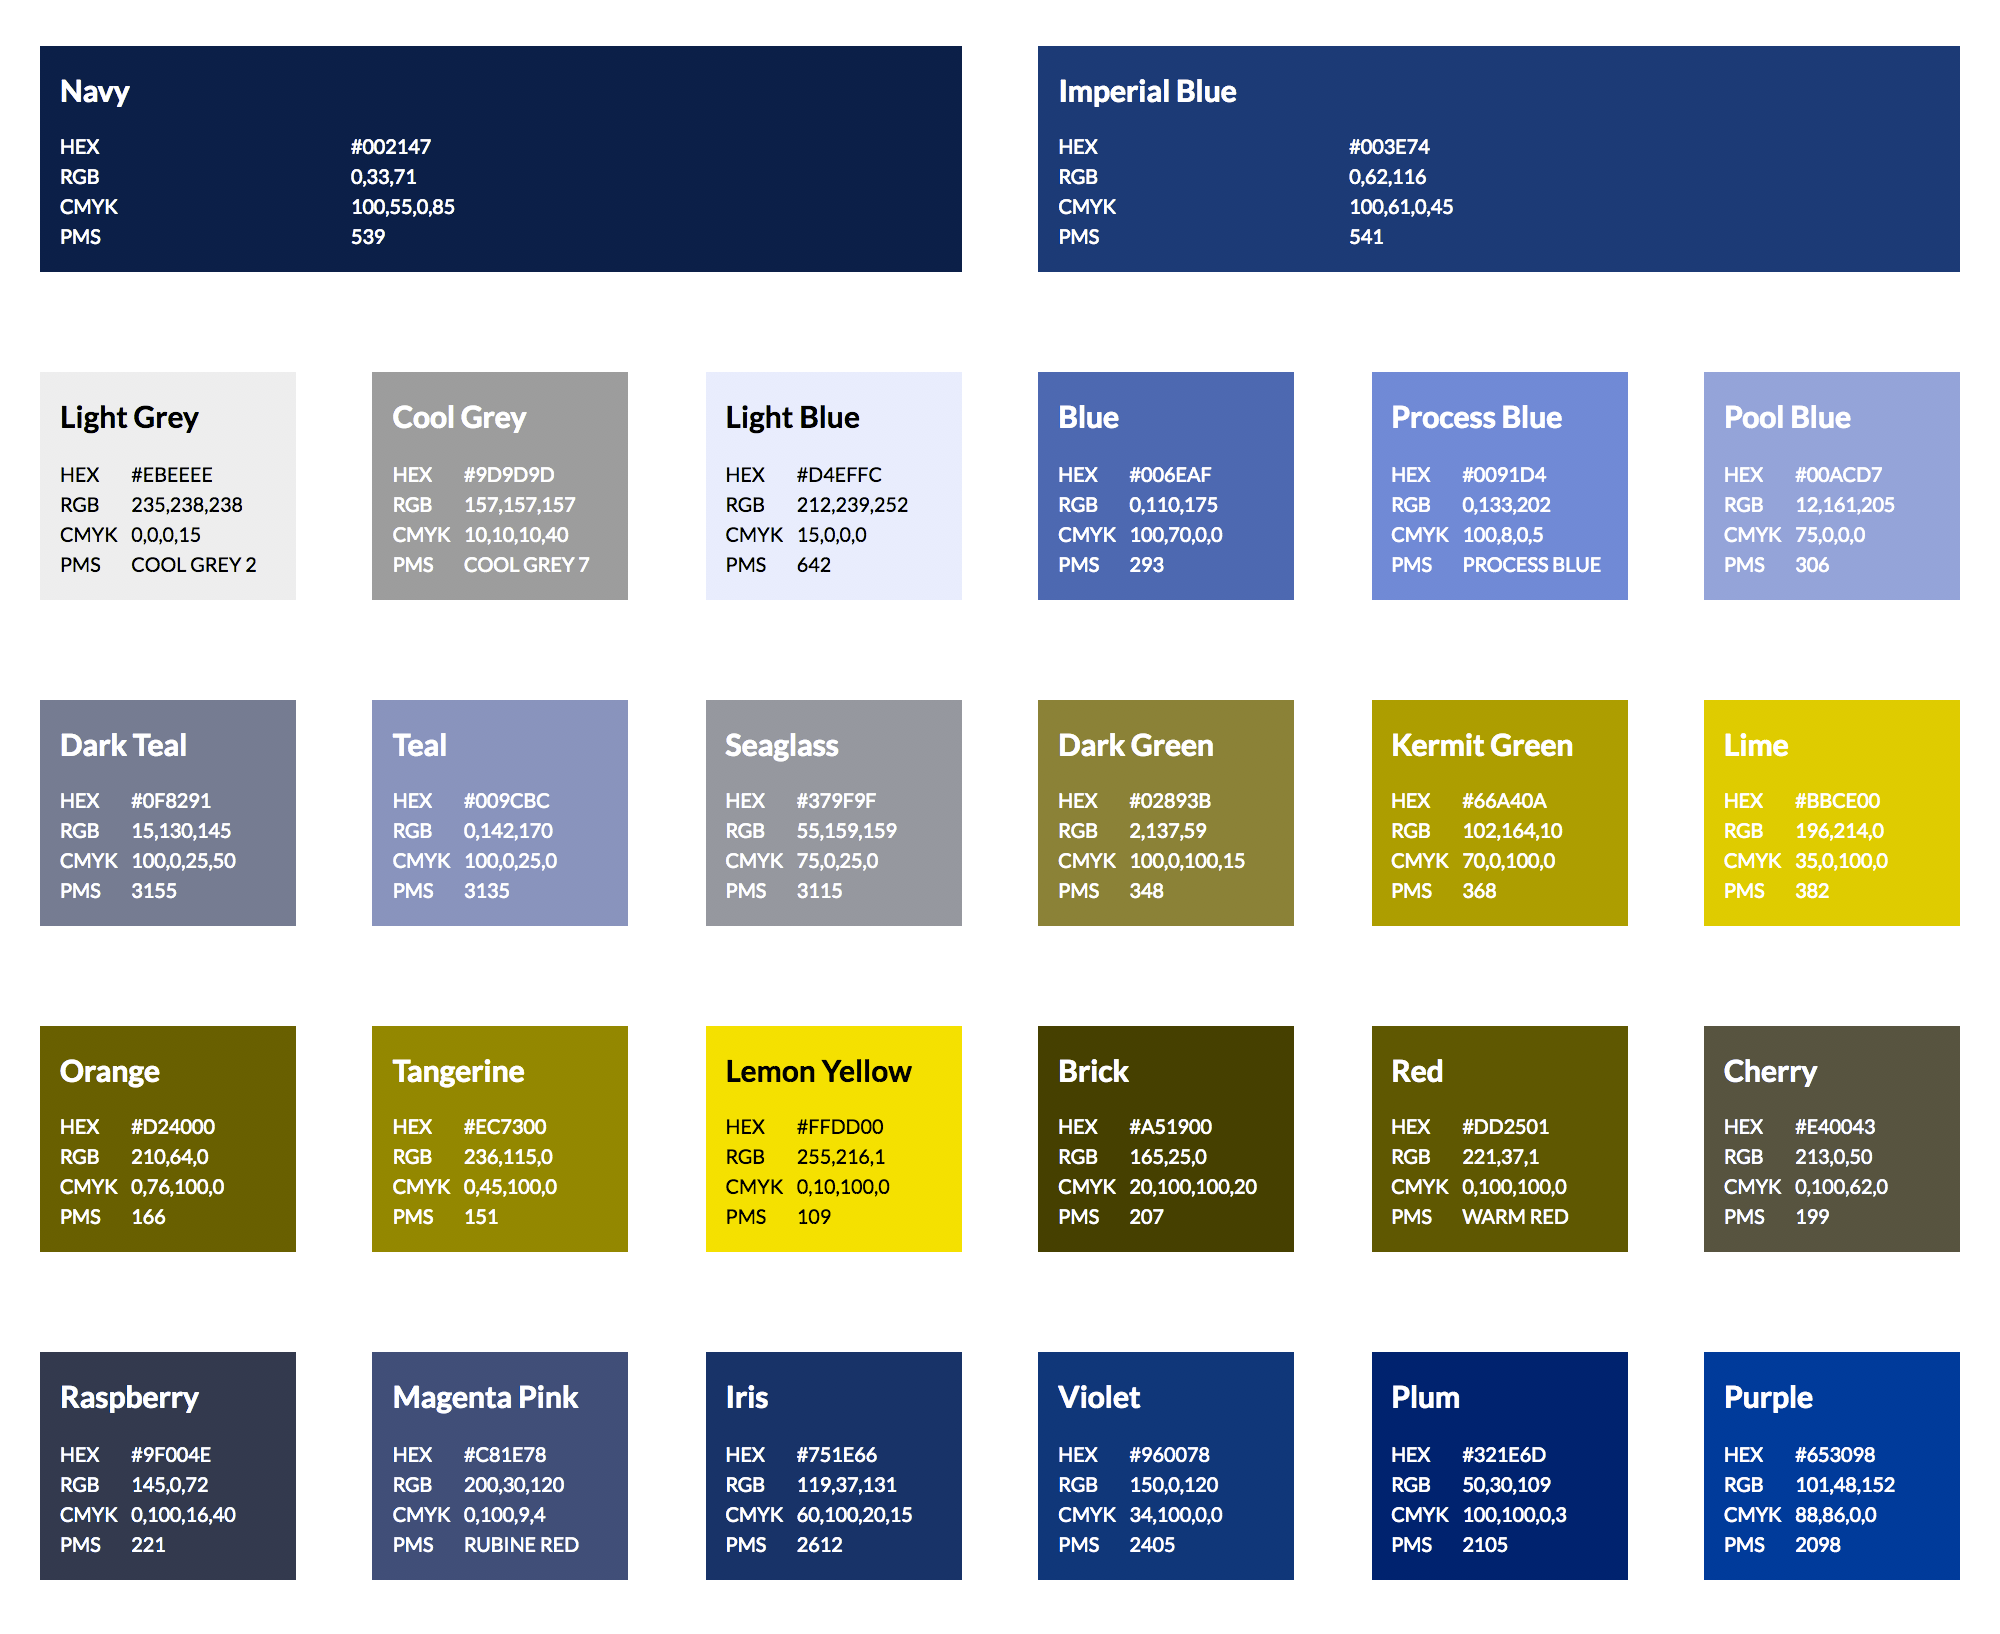 Navy
HEX #002147
RGB 0,33,71
CMYK 100,55,0,85
PMS 539
Imperial Blue
HEX #003E74
RGB 0,62,116
CMYK 100,61,0,45
PMS 541
Light Grey
HEX #EBEEEE
RGB 235,238,238
CMYK 0,0,0,15
PMS COOL GREY 2
Cool Grey
HEX #9D9D9D
RGB 157,157,157
CMYK 10,10,10,40
PMS COOL GREY 7
Light Blue
HEX #D4EFFC
RGB 212,239,252
CMYK 15,0,0,0
PMS 642
Blue
HEX #006EAF
RGB 0,110,175
CMYK 100,70,0,0
PMS 293
Process Blue
HEX #0091D4
RGB 0,133,202
CMYK 100,8,0,5
PMS PROCESS BLUE
Pool Blue
HEX #00ACD7
RGB 12,161,205
CMYK 75,0,0,0
PMS 306
Dark Teal
HEX #0F8291
RGB 15,130,145
CMYK 100,0,25,50
PMS 3155
Teal
HEX #009CBC
RGB 0,142,170
CMYK 100,0,25,0
PMS 3135
Seaglass
HEX #379F9F
RGB 55,159,159
CMYK 75,0,25,0
PMS 3115
Dark Green
HEX #02893B
RGB 2,137,59
CMYK 100,0,100,15
PMS 348
Kermit Green
HEX #66A40A
RGB 102,164,10
CMYK 70,0,100,0
PMS 368
Lime
HEX #BBCE00
RGB 196,214,0
CMYK 35,0,100,0
PMS 382
Orange
HEX #D24000
RGB 210,64,0
CMYK 0,76,100,0
PMS 166
Tangerine
HEX #EC7300
RGB 236,115,0
CMYK 0,45,100,0
PMS 151
Lemon Yellow
HEX #FFDD00
RGB 255,216,1
CMYK 0,10,100,0
PMS 109
Brick
HEX #A51900
RGB 165,25,0
CMYK 20,100,100,20
PMS 207
Red
HEX #DD2501
RGB 221,37,1
CMYK 0,100,100,0
PMS WARM RED
Cherry
HEX #E40043
RGB 213,0,50
CMYK 0,100,62,0
PMS 199
Raspberry
HEX #9F004E
RGB 145,0,72
CMYK 0,100,16,40
PMS 221
Magenta Pink
HEX #C81E78
RGB 200,30,120
CMYK 0,100,9,4
PMS RUBINE RED
Iris
HEX #751E66
RGB 119,37,131
CMYK 60,100,20,15
PMS 2612
Violet
HEX #960078
RGB 150,0,120
CMYK 34,100,0,0
PMS 2405
Plum
HEX #321E6D
RGB 50,30,109
CMYK 100,100,0,3
PMS 2105
Purple
HEX #653098
RGB 101,48,152
CMYK 88,86,0,0
PMS 2098